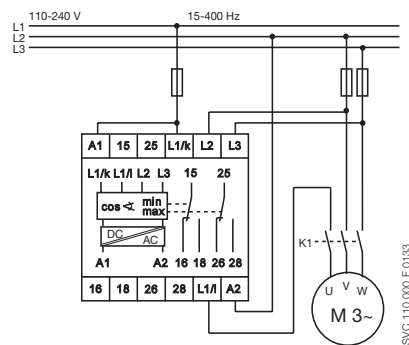 110-240 V 15-400 Hz
L1
L2
L3
A1 15 25 L1/k L2 L3
L1/k L1/l L2 L3 15 25
cos ∢ min
max
DC
AC
A1 A2 16 18 26 28
16 18 26 28 L1/l A2
K1
U V W
M 3~
SVC 110 000 F 0133